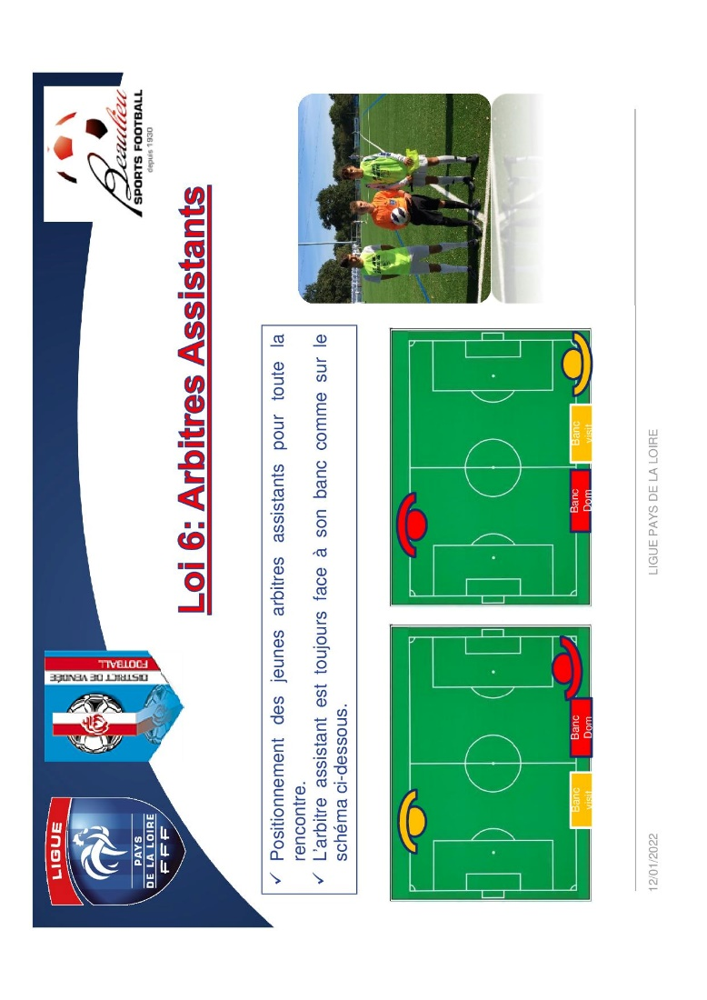 LIGUE
PAYS
DE LA LOIRE
FFF
DISTRICT DE VENDÉE
FOOTBALL
Beaulieu
SPORTS FOOTBALL
depuis 1930
Loi 6: Arbitres Assistants
✓ Positionnement des jeunes arbitres assistants pour toute la
rencontre.
✓ L'arbitre assistant est toujours face à son banc comme sur le
schéma ci-dessous.
Banc
visit
Banc
Dom
Banc
Dom
Banc
visit
12/01/2022
LIGUE PAYS DE LA LOIRE